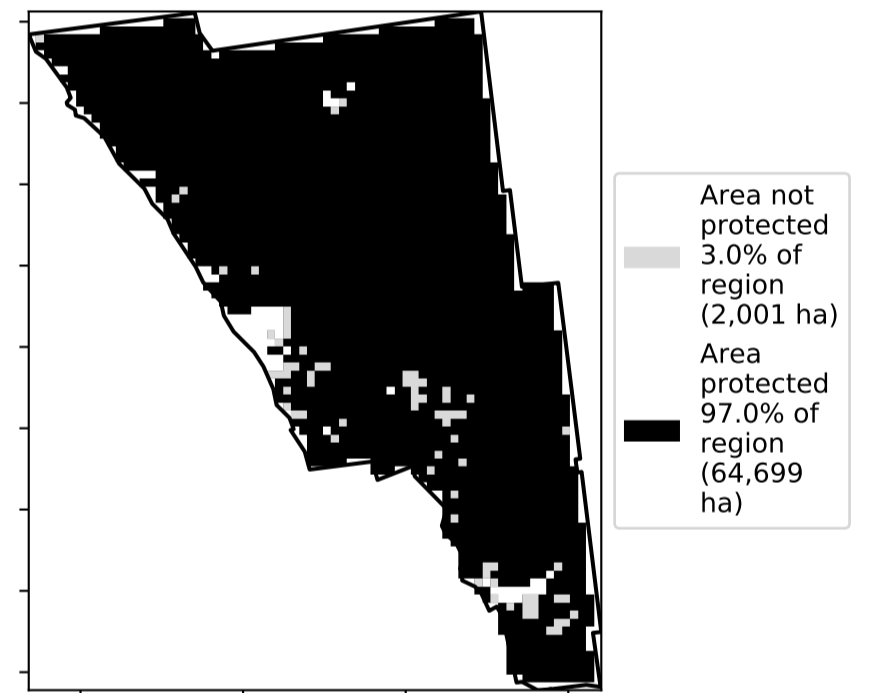 Area not
protected
3.0% of
region
(2,001 ha)
Area
protected
97.0% of
region
(64,699
ha)